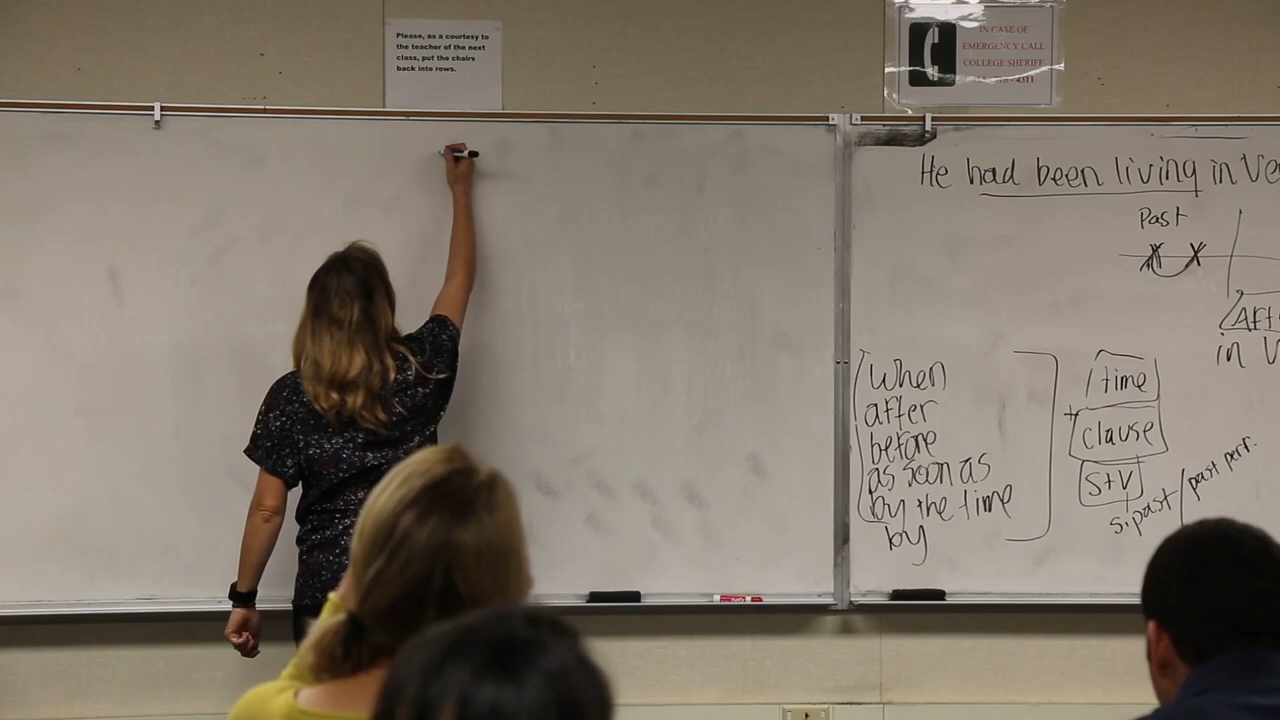 Please, as a courtesy to
the teacher of the next
class, put the chairs
back into rows.
IN CASE OF
EMERGENCY CALL
COLLEGE SHERIFF
4311
He had been living in Ve
Past
AFt
in V
When
after
before
as soon as
by the time
by
time
+ clause
S+V
s.past/past perf.